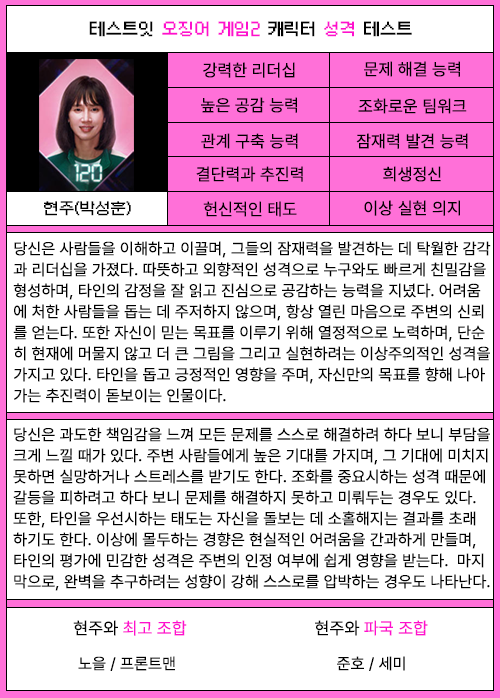 테스트잇 오징어 게임2 캐릭터 성격 테스트
120
현주(박성훈)
강력한 리더십 문제 해결 능력
높은 공감 능력 조화로운 팀워크
관계 구축 능력 잠재력 발견 능력
결단력과 추진력 희생정신
헌신적인 태도 이상 실현 의지
당신은 사람들을 이해하고 이끌며, 그들의 잠재력을 발견하는 데 탁월한 감각
과 리더십을 가졌다. 따뜻하고 외향적인 성격으로 누구와도 빠르게 친밀감을
형성하며, 타인의 감정을 잘 읽고 진심으로 공감하는 능력을 지녔다. 어려움
에 처한 사람들을 돕는 데 주저하지 않으며, 항상 열린 마음으로 주변의 신뢰
를 얻는다. 또한 자신이 믿는 목표를 이루기 위해 열정적으로 노력하며, 단순
히 현재에 머물지 않고 더 큰 그림을 그리고 실현하려는 이상주의적인 성격을
가지고 있다. 타인을 돕고 긍정적인 영향을 주며, 자신만의 목표를 향해 나아
가는 추진력이 돋보이는 인물이다.
당신은 과도한 책임감을 느껴 모든 문제를 스스로 해결하려 하다 보니 부담을
크게 느낄 때가 있다. 주변 사람들에게 높은 기대를 가지며, 그 기대에 미치지
못하면 실망하거나 스트레스를 받기도 한다. 조화를 중요시하는 성격 때문에
갈등을 피하려고 하다 보니 문제를 해결하지 못하고 미뤄두는 경우도 있다.
또한, 타인을 우선시하는 태도는 자신을 돌보는 데 소홀해지는 결과를 초래
하기도 한다. 이상에 몰두하는 경향은 현실적인 어려움을 간과하게 만들며,
타인의 평가에 민감한 성격은 주변의 인정 여부에 쉽게 영향을 받는다. 마지
막으로, 완벽을 추구하려는 성향이 강해 스스로를 압박하는 경우도 나타난다.
현주와 최고 조합 현주와 파국 조합
노을 / 프론트맨 준호 / 세미